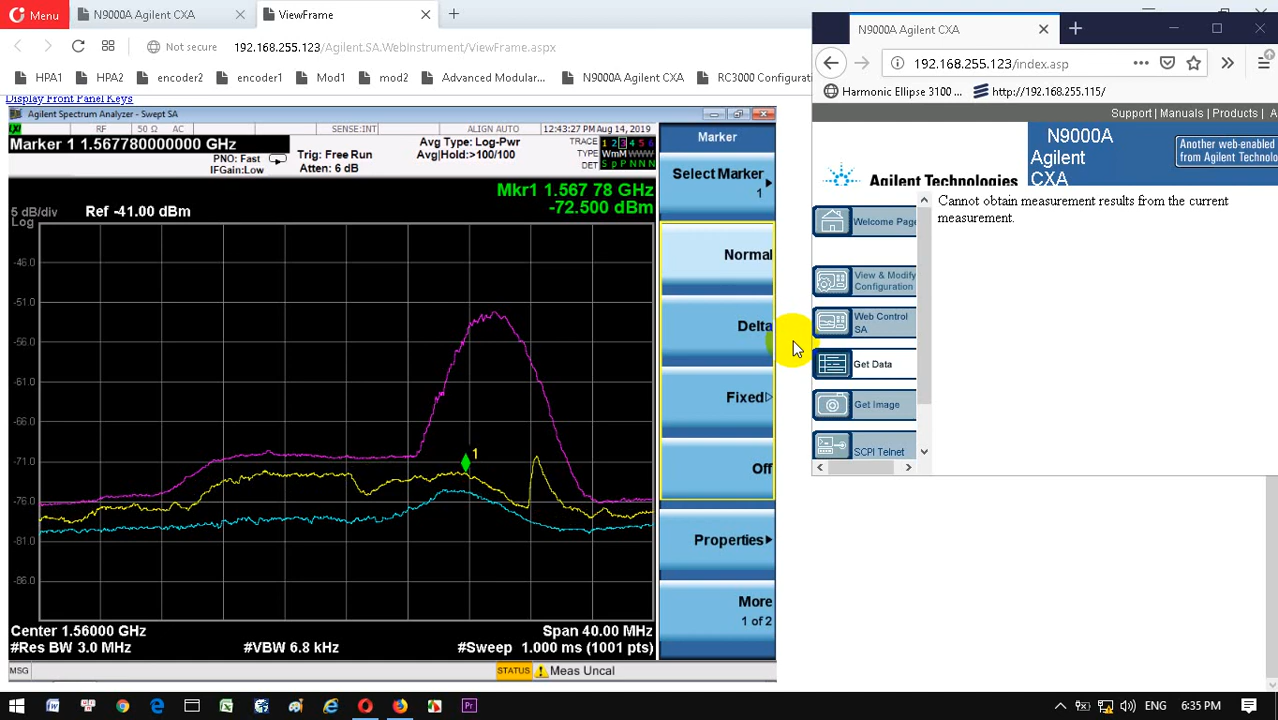 Menu
N9000A Agilent CXA
ViewFrame
Not secure
192.168.255.123/Agilent.SA.WebInstrument/ViewFrame.aspx
HPA1
HPA2
encoder2
encoder1
Mod1
mod2
Advanced Modular...
N9000A Agilent CXA
RC3000 Configurat
Display Front Panel Keys
Agilent Spectrum Analyzer - Swept SA
RF
50 Ω
AC
SENSE:INT
ALIGN AUTO
12:43:27 PM Aug 14, 2019
Marker 1 1.567780000000 GHz
PNO: Fast
IFGain:Low
Trig: Free Run
Atten: 6 dB
Avg Type: Log-Pwr
Avg|Hold:>100/100
TRACE 1 2 3 4 5 6
TYPE
DET
Mkr1 1.567 78 GHz
-72.500 dBm
5 dB/div
Ref -41.00 dBm
Log
-46.0
-51.0
-56.0
-61.0
-66.0
-71.0
-76.0
-81.0
-86.0
1
Center 1.56000 GHz
Span 40.00 MHz
#Res BW 3.0 MHz
#VBW 6.8 kHz
#Sweep 1.000 ms (1001 pts)
MSG
STATUS
Meas Uncal
Marker
Select Marker
1
Normal
Delta
Fixed
Off
Properties
More
1 of 2
N9000A Agilent CXA
192.168.255.123/index.asp
Harmonic Ellipse 3100 ...
http://192.168.255.115/
Support | Manuals | Products | A
Agilent Technologies
N9000A
Agilent
CXA
Another web-enabled
from Agilent Technolo
Welcome Page
View & Modify
Configuration
Web Control
SA
Get Data
Get Image
SCPI Telnet
Cannot obtain measurement results from the current
measurement.
ENG
6:35 PM